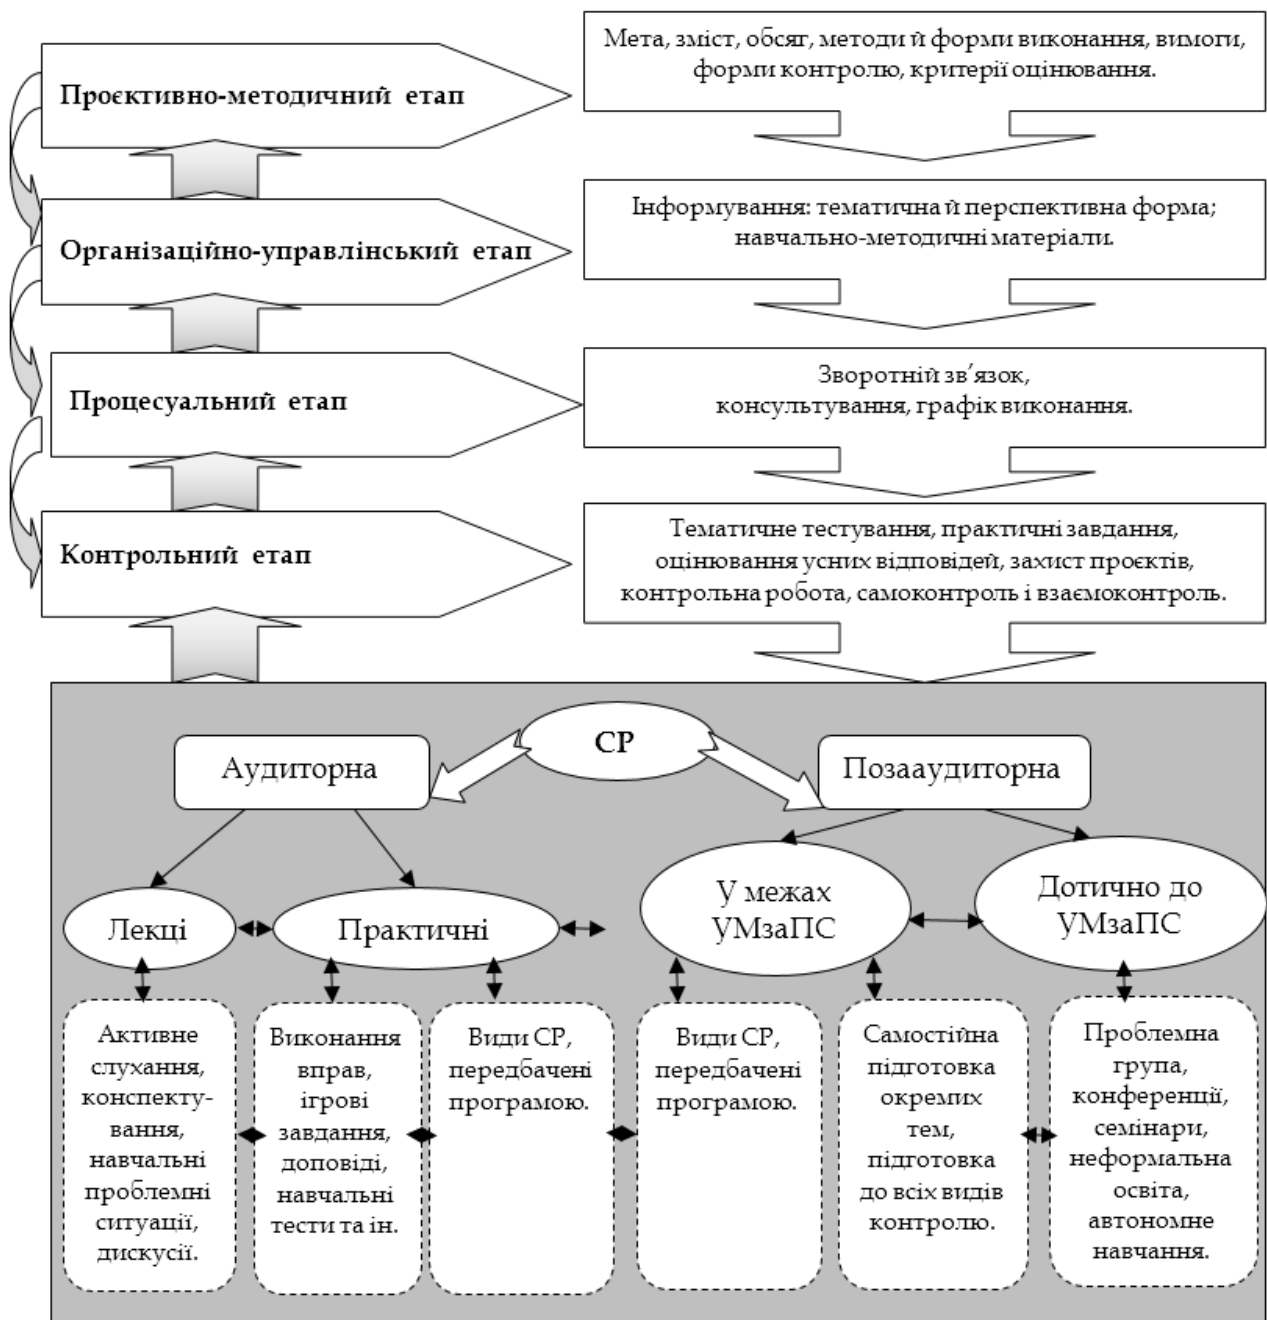 Мета, зміст, обсяг, методи й форми виконання, вимоги,
форми контролю, критерії оцінювання.
Проєктивно-методичний етап
Інформування: тематична й перспективна форма;
навчально-методичні матеріали.
Організаційно-управлінський етап
Зворотній зв’язок,
консультування, графік виконання.
Процесуальний етап
Тематичне тестування, практичні завдання,
оцінювання усних відповідей, захист проєктів,
контрольна робота, самоконтроль і взаємоконтроль.
Контрольний етап
СР
Аудиторна
Позааудиторна
Лекці
Практичні
У межах
УМзаПС
Дотично до
УМзаПС
Активне
слухання,
конспекту-
вання,
навчальні
проблемні
ситуації,
дискусії.
Виконання
вправ,
ігрові
завдання,
доповіді,
навчальні
тести та ін.
Види СР,
передбачені
програмою.
Види СР,
передбачені
програмою.
Самостійна
підготовка
окремих
тем,
підготовка
до всіх видів
контролю.
Проблемна
група,
конференції,
семінари,
неформальна
освіта,
автономне
навчання.